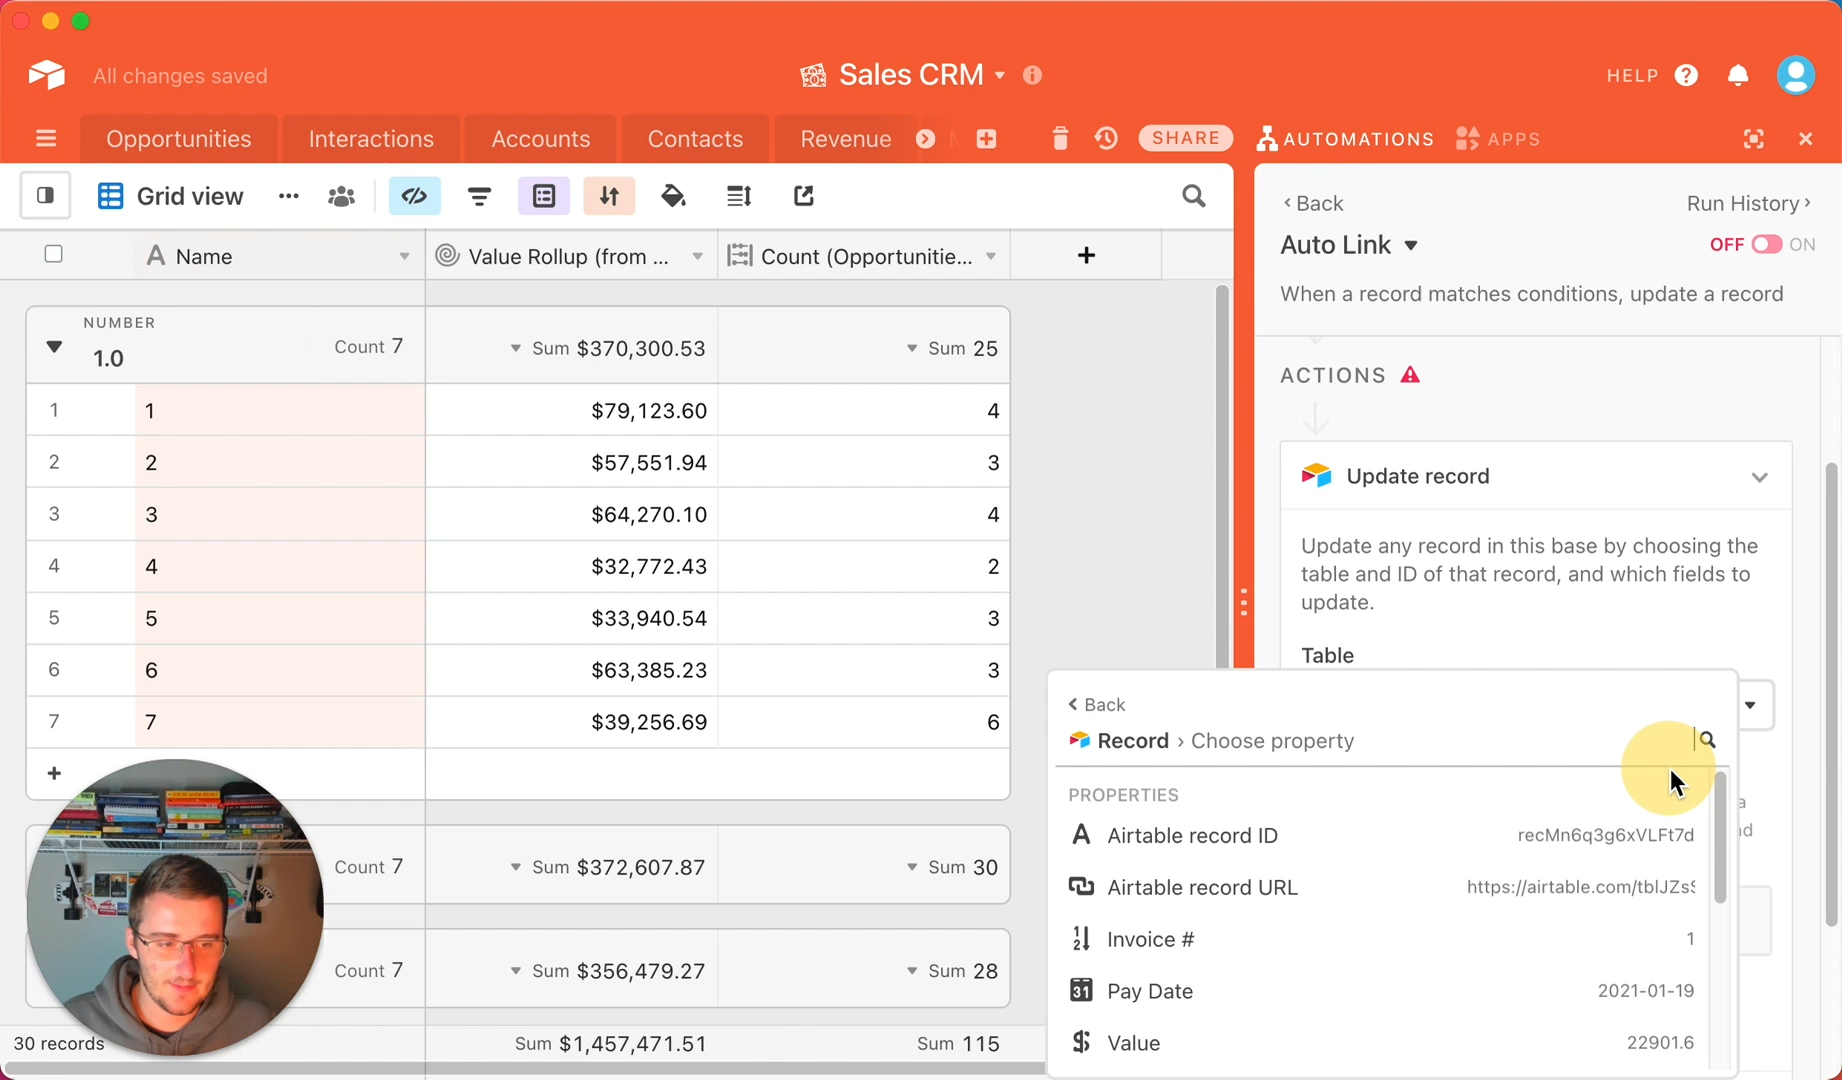 All changes saved
Sales CRM
HELP
Opportunities
Interactions
Accounts
Contacts
Revenue
SHARE
AUTOMATIONS
APPS
Grid view
Name
Value Rollup (from ...
Count (Opportunitie...
NUMBER
1.0
Count 7
Sum $370,300.53
Sum 25
1 1 $79,123.60 4
2 2 $57,551.94 3
3 3 $64,270.10 4
4 4 $32,772.43 2
5 5 $33,940.54 3
6 6 $63,385.23 3
7 7 $39,256.69 6
Count 7 Sum $372,607.87 Sum 30
Count 7 Sum $356,479.27 Sum 28
30 records Sum $1,457,471.51 Sum 115
Back
Run History
Auto Link
OFF ON
When a record matches conditions, update a record
ACTIONS
Update record
Update any record in this base by choosing the
table and ID of that record, and which fields to
update.
Table
Back
Record › Choose property
PROPERTIES
Airtable record ID recMn6q3g6xVLFt7d
Airtable record URL https://airtable.com/tblJZsS
Invoice # 1
Pay Date 2021-01-19
Value 22901.6